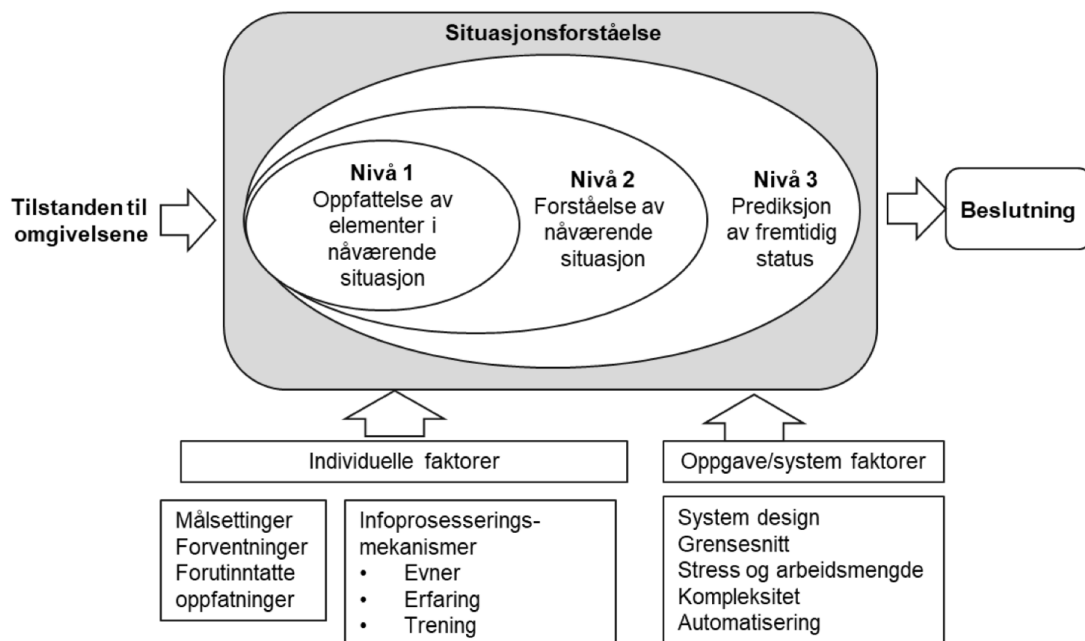 Situasjonsforståelse
Tilstanden til
omgivelsene
Nivå 1
Oppfattelse av
elementer i
nåværende
situasjon
Nivå 2
Forståelse av
nåværende
situasjon
Nivå 3
Prediksjon
av fremtidig
status
Beslutning
Individuelle faktorer
Målsettinger
Forventninger
Forutinntatte
oppfatninger
Infoprosesserings-
mekanismer
• Evner
• Erfaring
• Trening
Oppgave/system faktorer
System design
Grensesnitt
Stress og arbeidsmengde
Kompleksitet
Automatisering